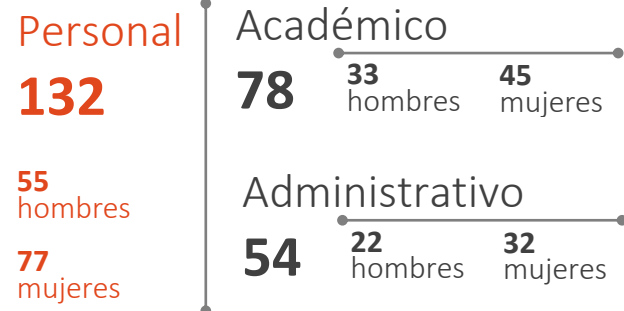 Personal
132
55
hombres
77
mujeres
Académico
78
33
hombres
45
mujeres
Administrativo
54
22
hombres
32
mujeres